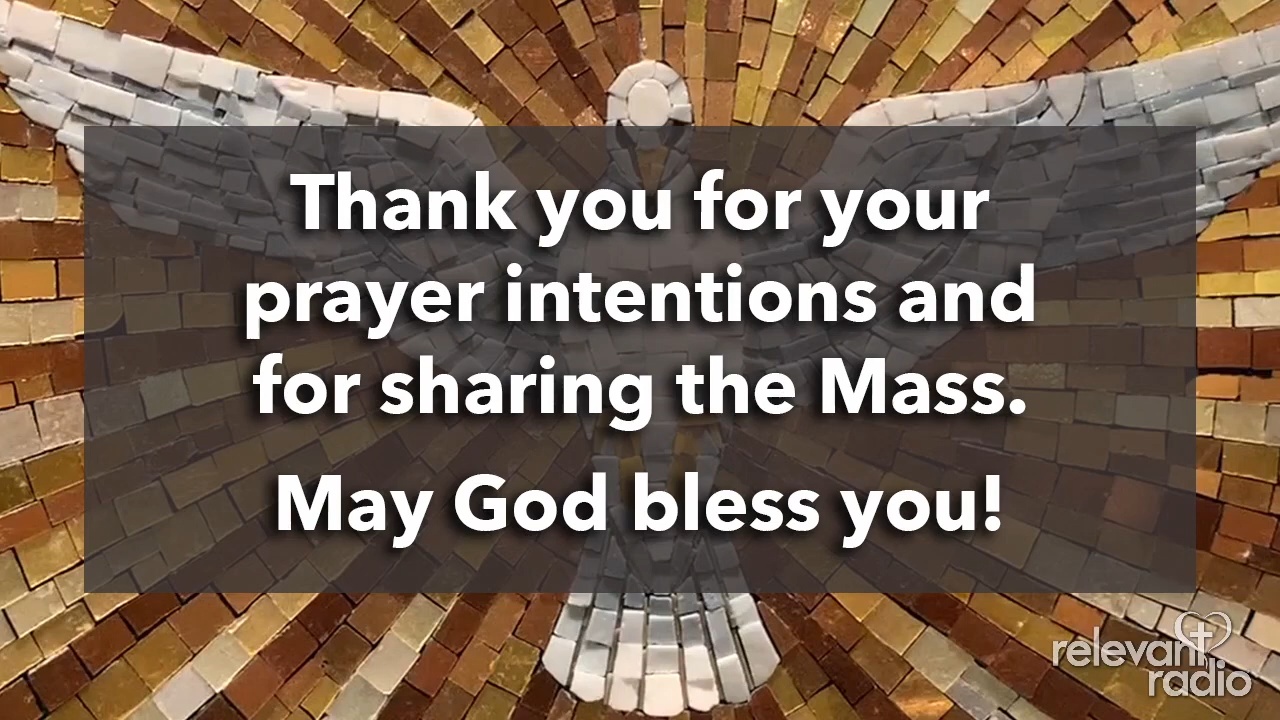 Thank you for your
prayer intentions and
for sharing the Mass.
May God bless you!
relevant
radio